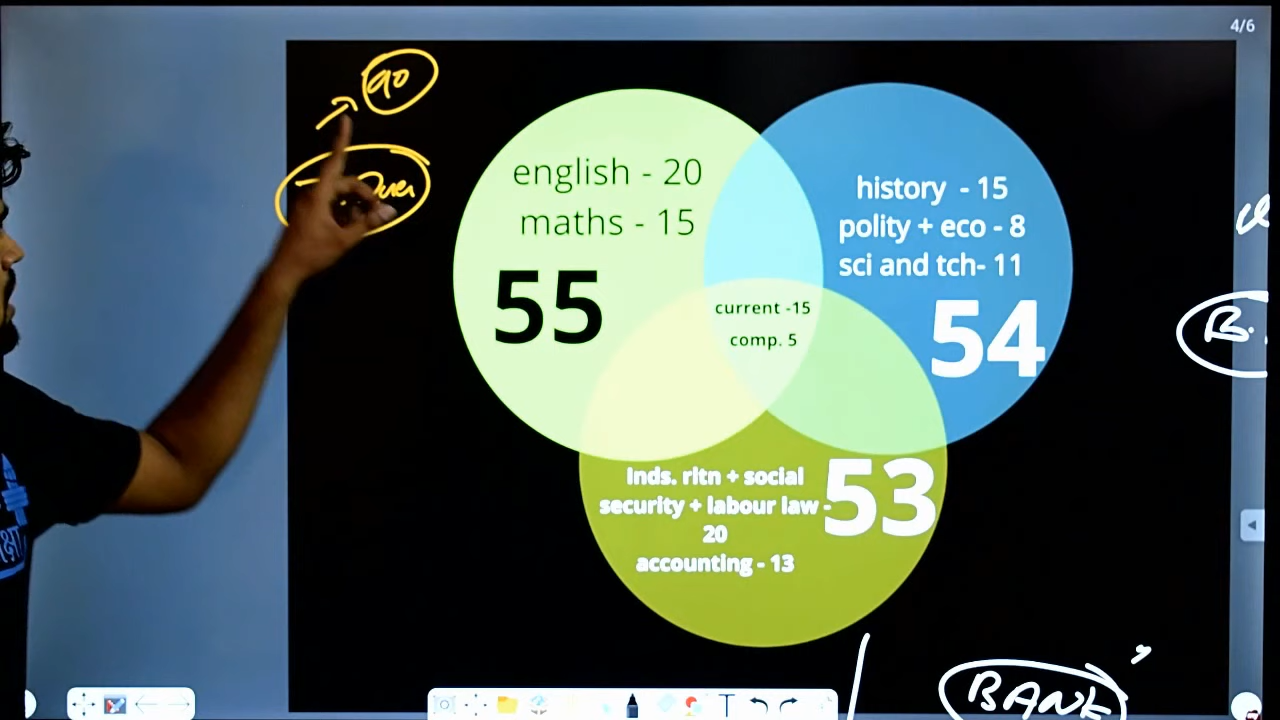 4/6
90
english - 20
maths - 15
55
history - 15
polity + eco - 8
sci and tch- 11
54
current -15
comp. 5
Inds. rltn + social
security + labour law -
20
accounting - 13
53
B.
BANK
T